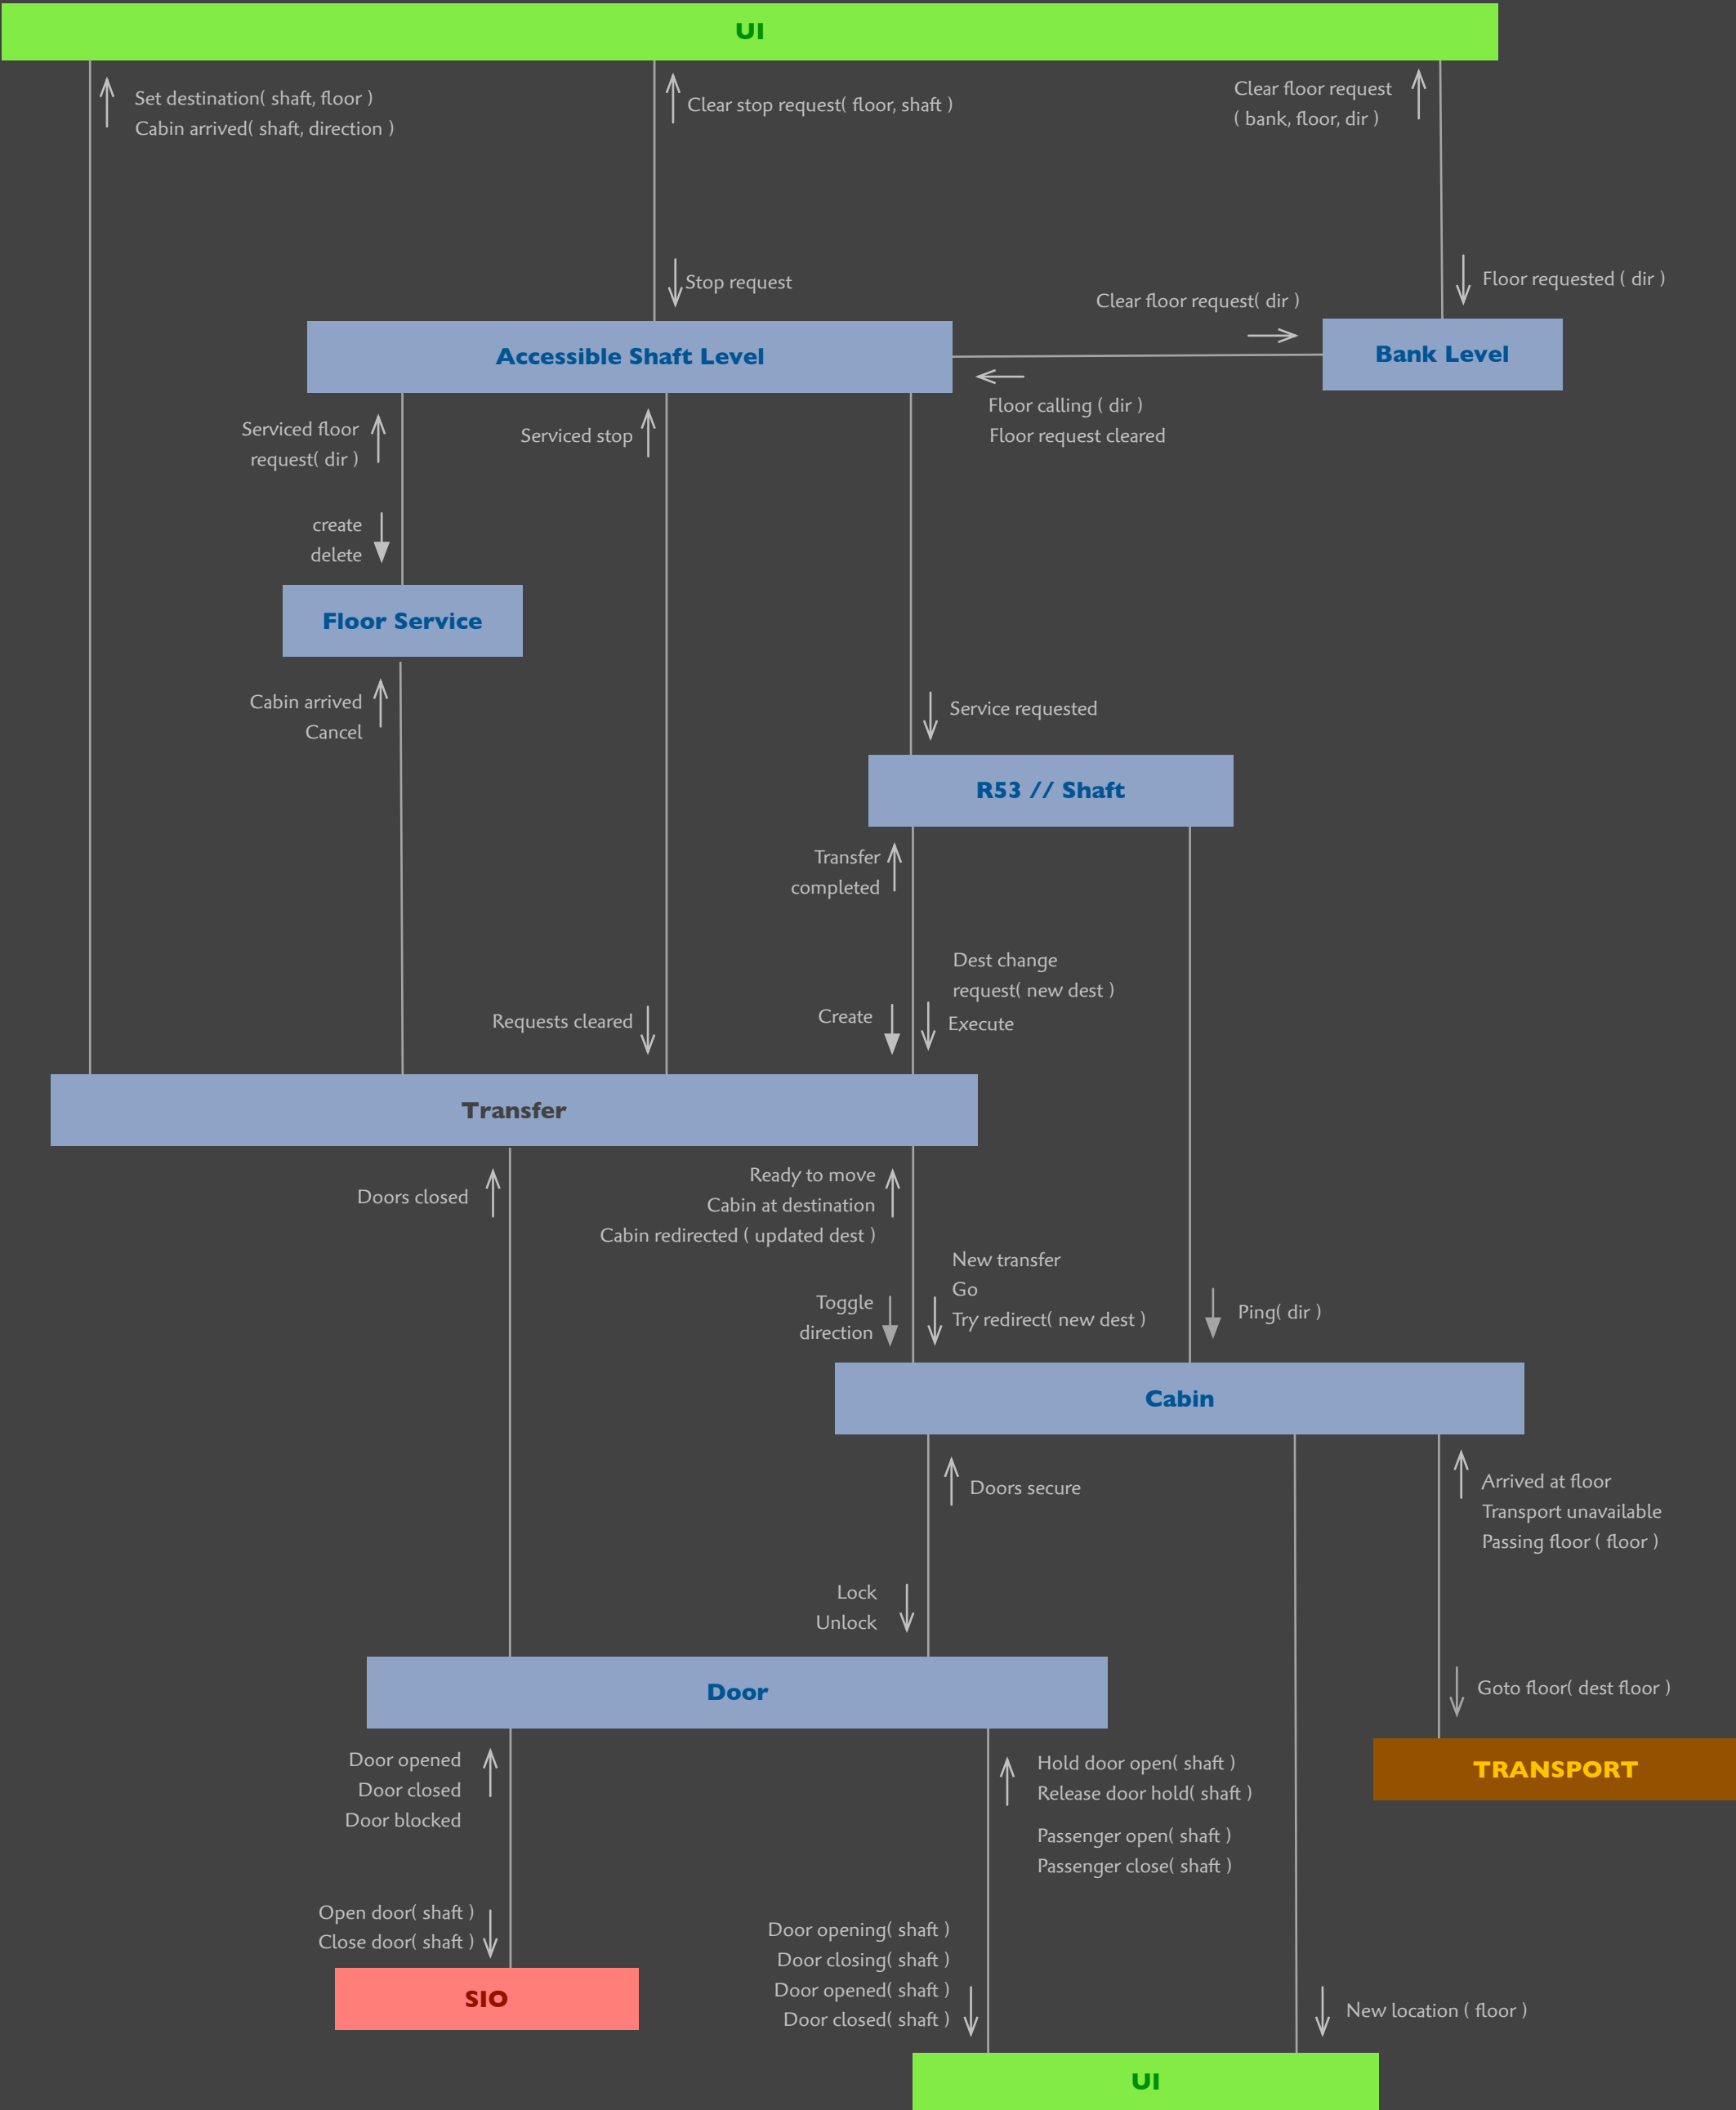 UI
Set destination( shaft, floor )
Cabin arrived( shaft, direction )
Clear stop request( floor, shaft )
Clear floor request
( bank, floor, dir )
Stop request
Floor requested ( dir )
Clear floor request( dir )
Accessible Shaft Level
Bank Level
Floor calling ( dir )
Floor request cleared
Serviced floor
request( dir )
Serviced stop
create
delete
Floor Service
Cabin arrived
Cancel
Service requested
R53 // Shaft
Transfer
completed
Dest change
request( new dest )
Execute
Create
Requests cleared
Transfer
Doors closed
Ready to move
Cabin at destination
Cabin redirected ( updated dest )
New transfer
Go
Try redirect( new dest )
Toggle
direction
Ping( dir )
Cabin
Doors secure
Arrived at floor
Transport unavailable
Passing floor ( floor )
Lock
Unlock
Door
Goto floor( dest floor )
TRANSPORT
Door opened
Door closed
Door blocked
Hold door open( shaft )
Release door hold( shaft )
Passenger open( shaft )
Passenger close( shaft )
Open door( shaft )
Close door( shaft )
SIO
Door opening( shaft )
Door closing( shaft )
Door opened( shaft )
Door closed( shaft )
New location ( floor )
UI